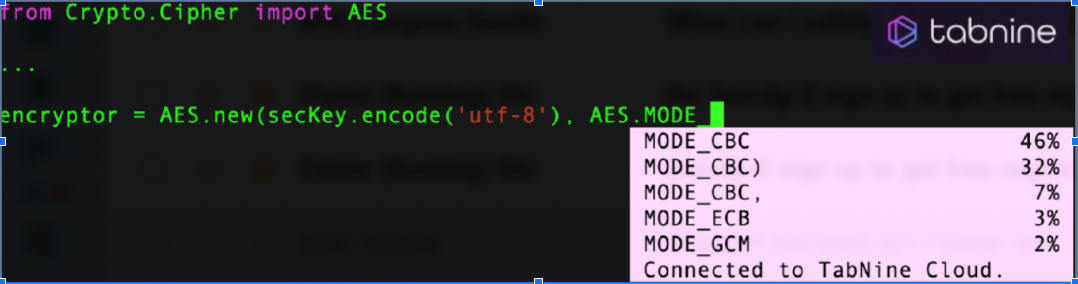 from Crypto.Cipher import AES
tabnine
...
encryptor = AES.new(secKey.encode('utf-8'), AES.MODE_
MODE_CBC 46%
MODE_CBC) 32%
MODE_CBC, 7%
MODE_ECB 3%
MODE_GCM 2%
Connected to TabNine Cloud.